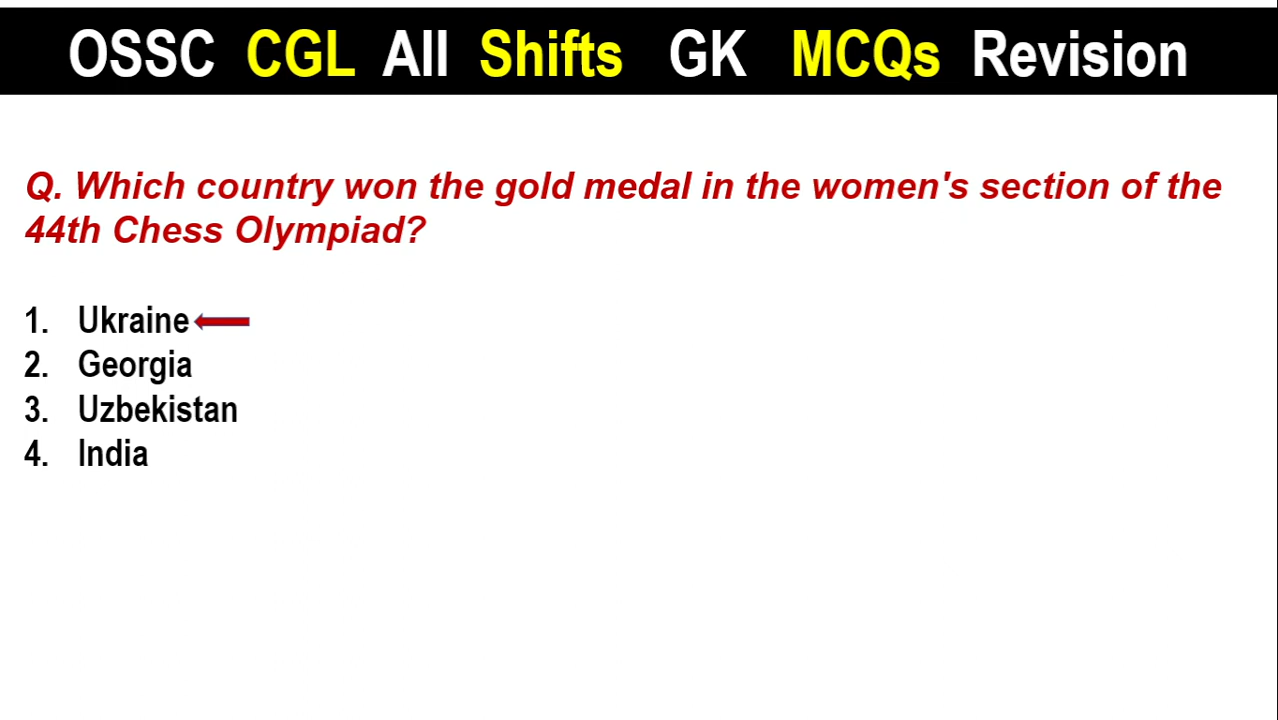 OSSC CGL All Shifts GK MCQs Revision
Q. Which country won the gold medal in the women's section of the
44th Chess Olympiad?
1. Ukraine
2. Georgia
3. Uzbekistan
4. India